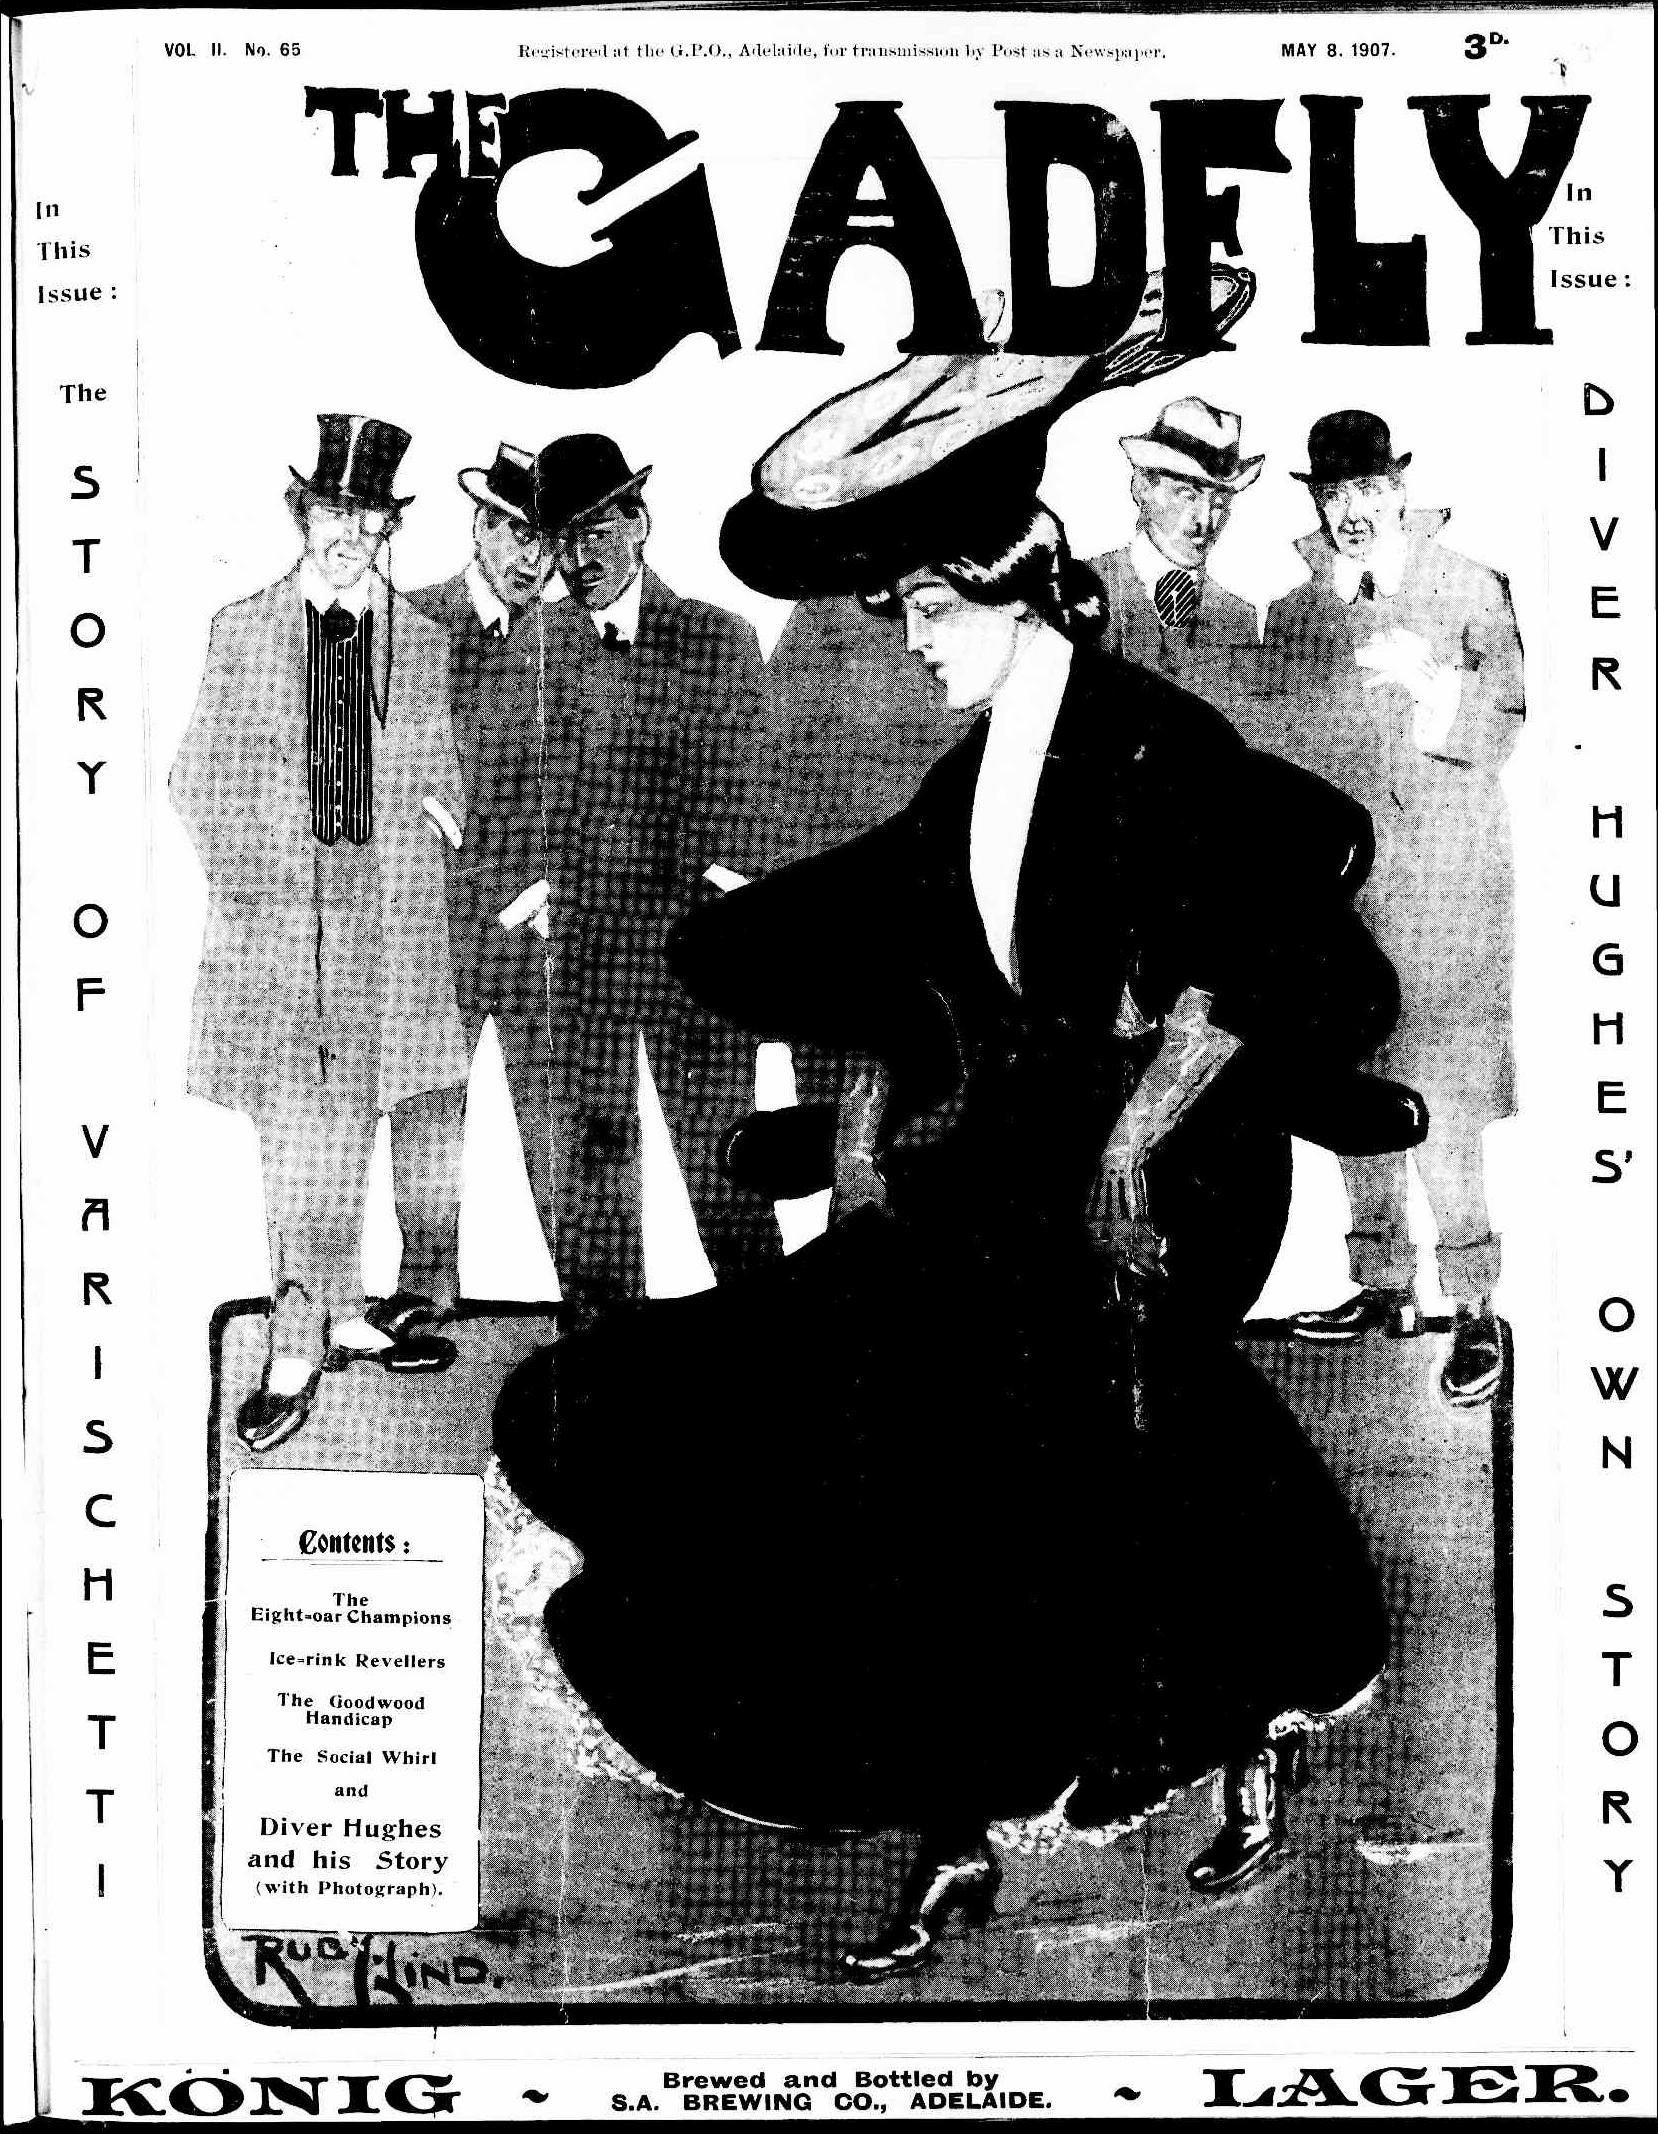 VOL II. No. 65
Registered at the G.P.O., Adelaide, for transmission by Post as a Newspaper.
MAY 8. 1907.
3D.
THE GADFLY
In
This
Issue :
The
STORY
OF
VARISCHETTI
In
This
Issue :
DIVER
HUGHES'
OWN
STORY
Contents :
The
Eight=oar Champions
Ice=rink Revellers
The Goodwood
Handicap
The Social Whirl
and
Diver Hughes
and his Story
(with Photograph).
KÖNIG ~ Brewed and Bottled by
S.A. BREWING CO., ADELAIDE. ~ LAGER.